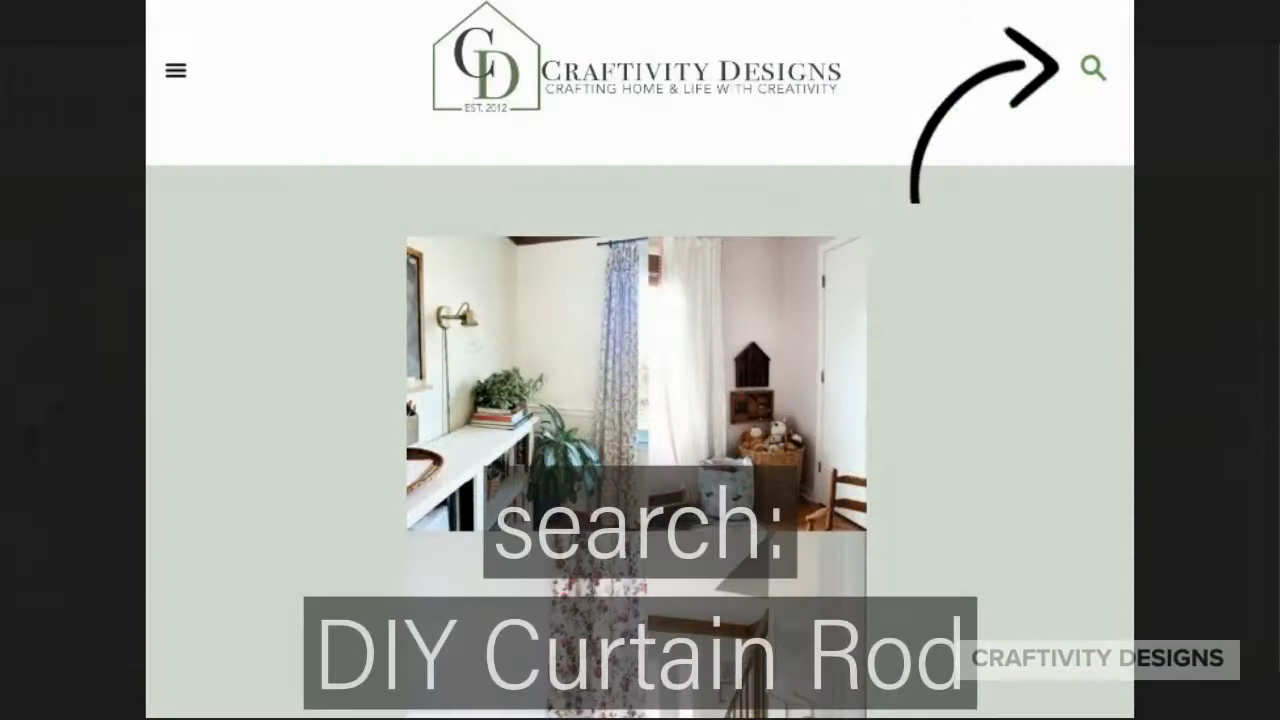 CD
CRAFTIVITY DESIGNS
CRAFTING HOME & LIFE WITH CREATIVITY
EST. 2012
search:
DIY Curtain Rod
CRAFTIVITY DESIGNS